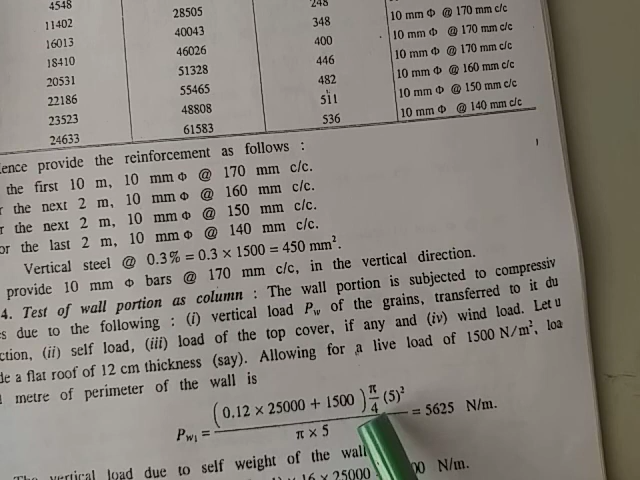 4548
248
11402 28505 348 10 mm Φ @ 170 mm c/c
16013 40043 400 10 mm Φ @ 170 mm c/c
18410 46026 446 10 mm Φ @ 170 mm c/c
20531 51328 482 10 mm Φ @ 160 mm c/c
22186 55465 511 10 mm Φ @ 150 mm c/c
23523 48808 536 10 mm Φ @ 140 mm c/c
24633 61583
ence provide the reinforcement as follows :
the first 10 m, 10 mm Φ @ 170 mm c/c.
r the next 2 m, 10 mm Φ @ 160 mm c/c.
r the next 2 m, 10 mm Φ @ 150 mm c/c.
or the last 2 m, 10 mm Φ @ 140 mm c/c.
Vertical steel @ 0.3% = 0.3 × 1500 = 450 mm².
provide 10 mm Φ bars @ 170 mm c/c, in the vertical direction.
4. Test of wall portion as column : The wall portion is subjected to compressiv
s due to the following : (i) vertical load Pw of the grains, transferred to it du
ction, (ii) self load, (iii) load of the top cover, if any and (iv) wind load. Let u
de a flat roof of 12 cm thickness (say). Allowing for a live load of 1500 N/m², loa
metre of perimeter of the wall is
Pw₁ = (0.12 × 25000 + 1500) π/4 (5)² / π × 5 = 5625 N/m.
vertical load due to self weight of the wall
16 × 25000 00 N/m.